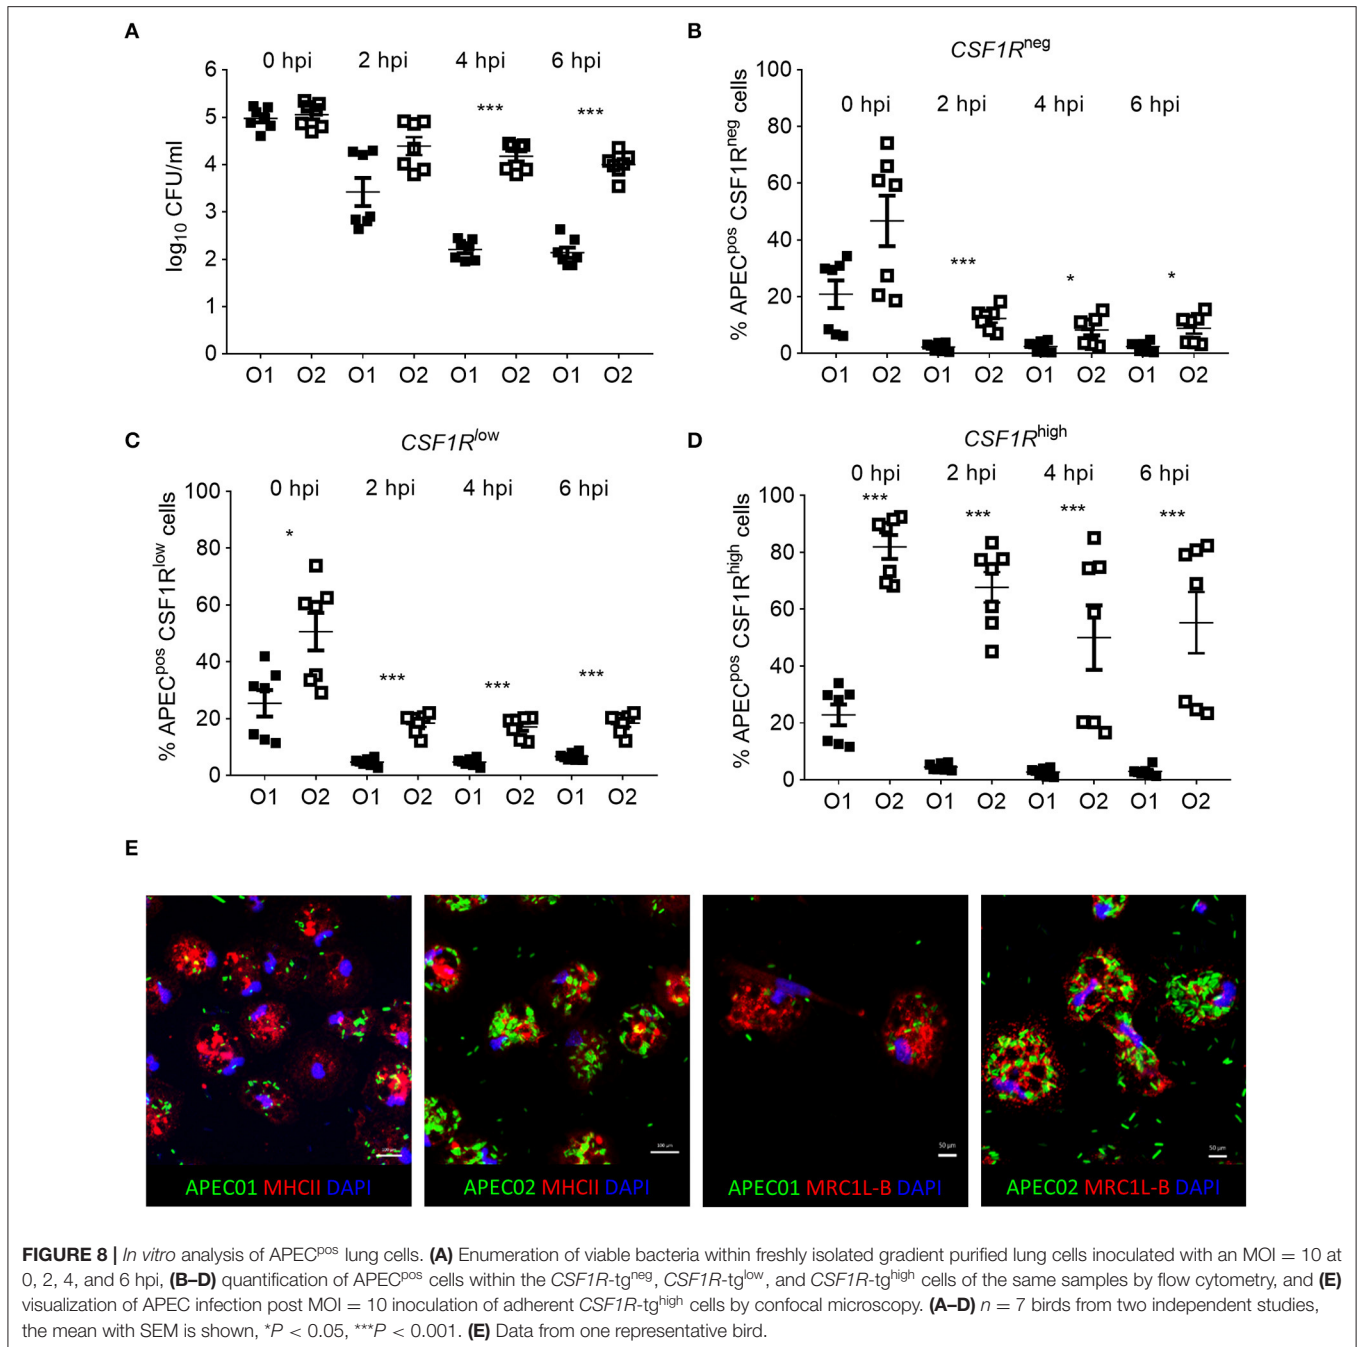 A
0 hpi 2 hpi 4 hpi 6 hpi
*** ***
log10 CFU/ml
6
5
4
3
2
1
0
O1 O2 O1 O2 O1 O2 O1 O2
B
CSF1Rneg
100
0 hpi 2 hpi 4 hpi 6 hpi
% APECpos CSF1Rneg cells
80
60
40
20
0
*** * *
O1 O2 O1 O2 O1 O2 O1 O2
C
CSF1Rlow
0 hpi 2 hpi 4 hpi 6 hpi
% APECpos CSF1Rlow cells
100
80
60
40
20
0
* *** *** ***
O1 O2 O1 O2 O1 O2 O1 O2
D
CSF1Rhigh
0 hpi 2 hpi 4 hpi 6 hpi
% APECpos CSF1Rhigh cells
100
80
60
40
20
0
*** *** *** ***
O1 O2 O1 O2 O1 O2 O1 O2
E
100 µm
100 µm
50 µm
50 µm
APEC01 MHCII DAPI
APEC02 MHCII DAPI
APEC01 MRC1L-B DAPI
APEC02 MRC1L-B DAPI
FIGURE 8 | In vitro analysis of APECpos lung cells. (A) Enumeration of viable bacteria within freshly isolated gradient purified lung cells inoculated with an MOI = 10 at
0, 2, 4, and 6 hpi, (B–D) quantification of APECpos cells within the CSF1R-tgneg, CSF1R-tglow, and CSF1R-tghigh cells of the same samples by flow cytometry, and (E)
visualization of APEC infection post MOI = 10 inoculation of adherent CSF1R-tghigh cells by confocal microscopy. (A–D) n = 7 birds from two independent studies,
the mean with SEM is shown, *P < 0.05, ***P < 0.001. (E) Data from one representative bird.